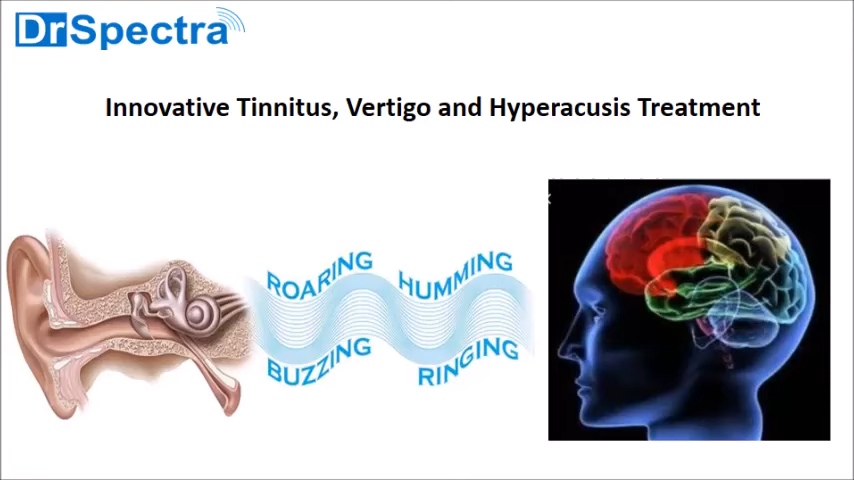 DrSpectra
Innovative Tinnitus, Vertigo and Hyperacusis Treatment
ROARING HUMMING
BUZZING RINGING